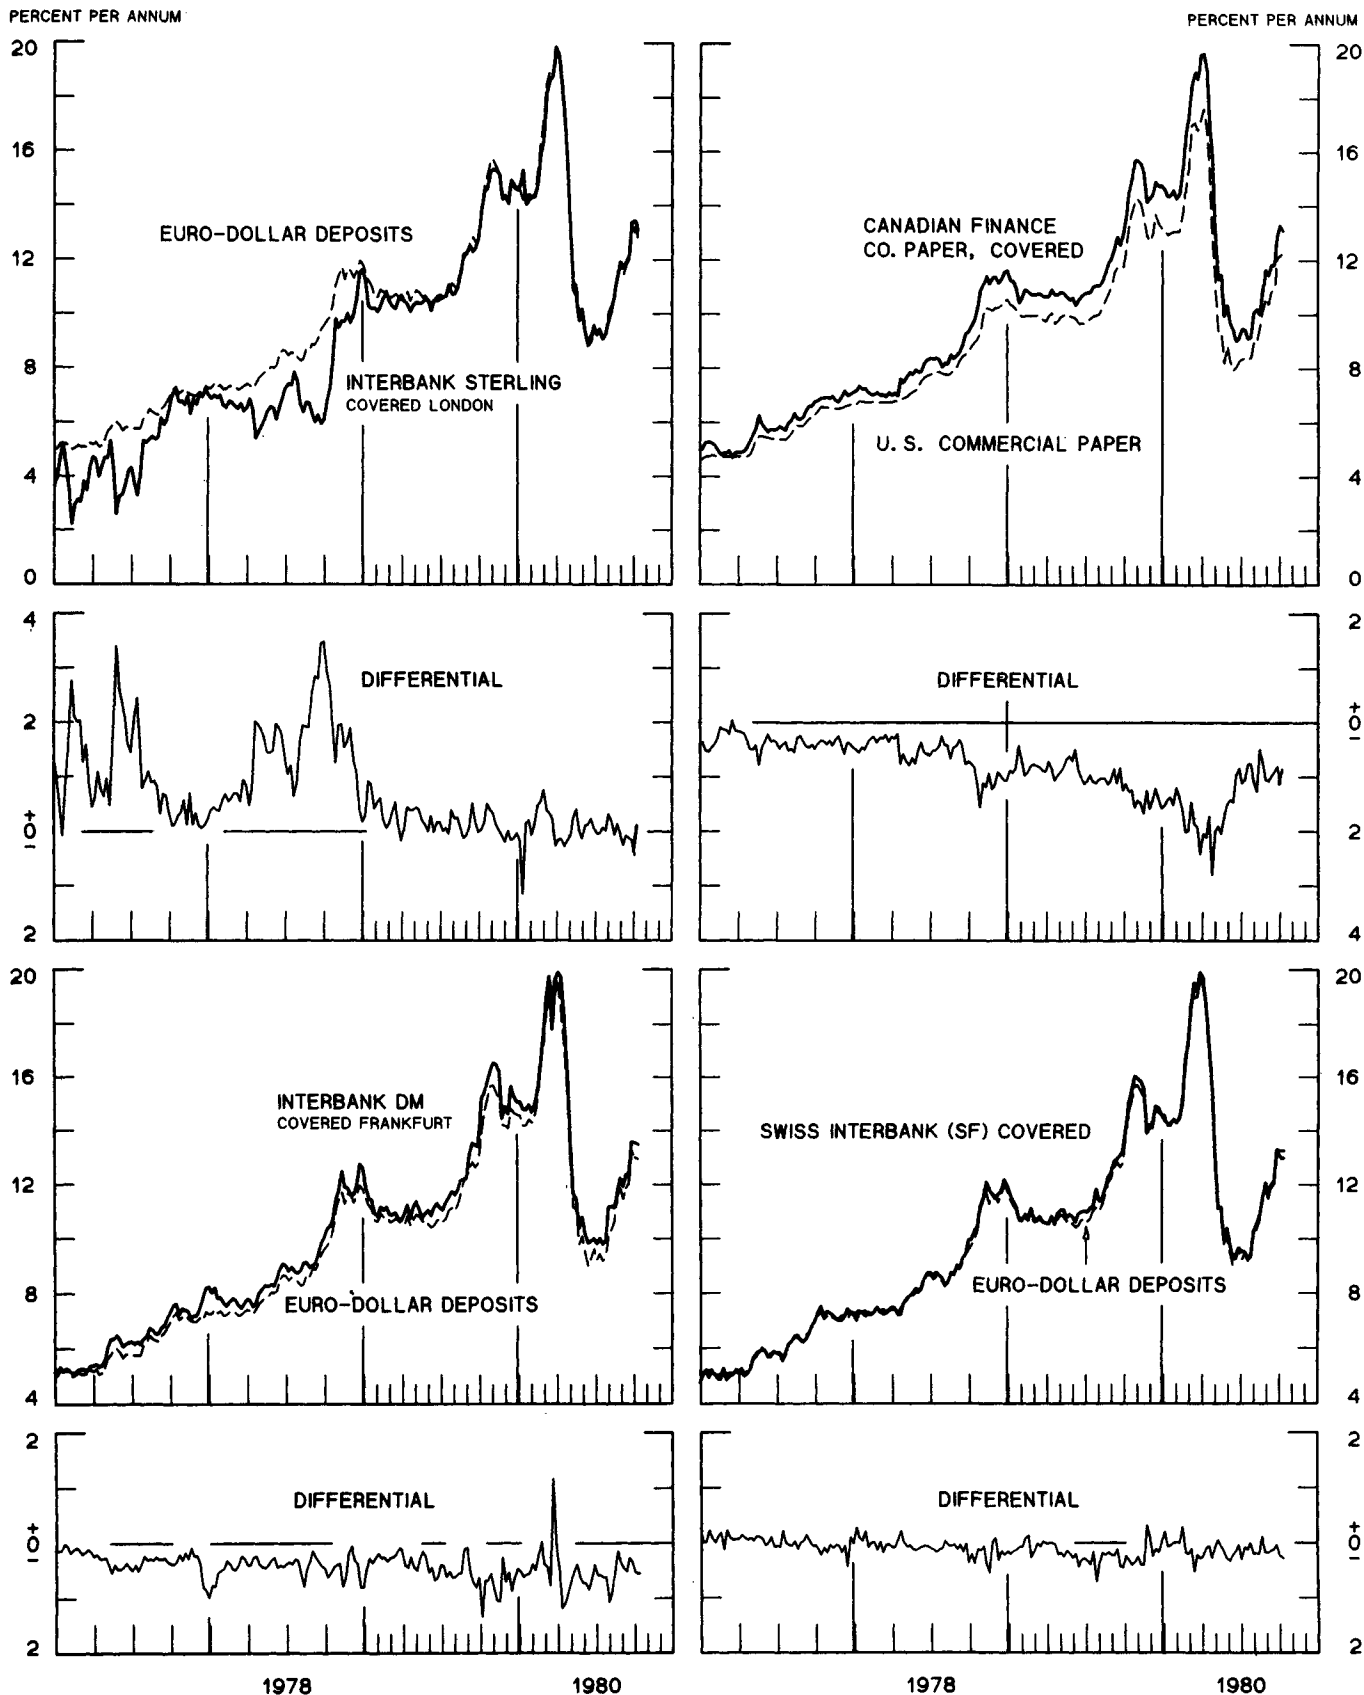 PERCENT PER ANNUM
PERCENT PER ANNUM
20
16
12
8
4
0
EURO-DOLLAR DEPOSITS
INTERBANK STERLING
COVERED LONDON
20
16
12
8
4
0
CANADIAN FINANCE
CO. PAPER, COVERED
U.S. COMMERCIAL PAPER
4
2
+
0
–
2
DIFFERENTIAL
2
+
0
–
2
4
DIFFERENTIAL
20
16
12
8
4
INTERBANK DM
COVERED FRANKFURT
EURO-DOLLAR DEPOSITS
20
16
12
8
4
SWISS INTERBANK (SF) COVERED
EURO-DOLLAR DEPOSITS
2
+
0
–
2
DIFFERENTIAL
2
+
0
–
2
DIFFERENTIAL
1978
1980
1978
1980